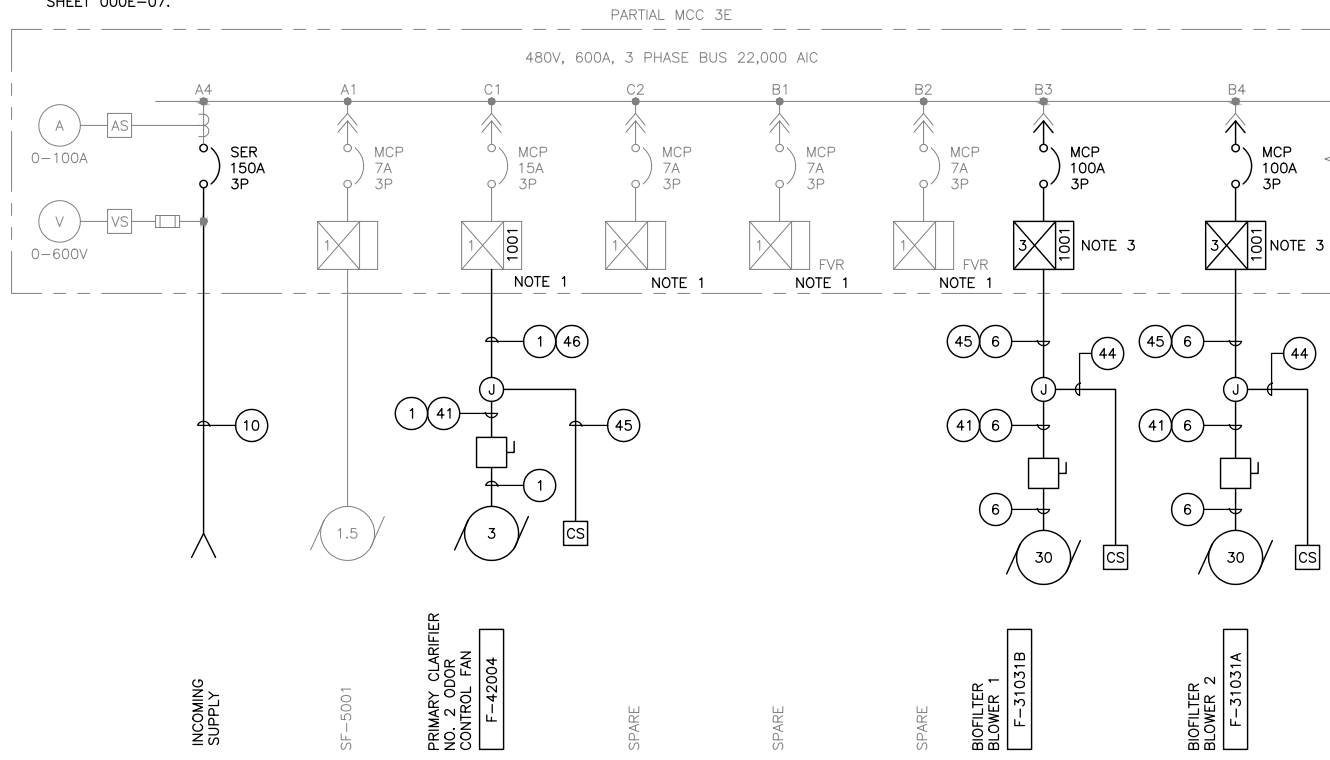 SHEET 000E-07.
PARTIAL MCC 3E
480V, 600A, 3 PHASE BUS 22,000 AIC
A4
A1
C1
C2
B1
B2
B3
B4
A
AS
0-100A
SER
150A
3P
MCP
7A
3P
MCP
15A
3P
MCP
7A
3P
MCP
7A
3P
MCP
7A
3P
MCP
100A
3P
MCP
100A
3P
V
VS
0-600V
1
1
1001
NOTE 1
1
NOTE 1
1
FVR
NOTE 1
1
FVR
NOTE 1
3
1001
NOTE 3
3
1001
NOTE 3
1
46
45
6
44
45
6
44
J
J
J
10
1
41
45
41
6
41
6
1
6
6
1.5
3
CS
30
CS
30
CS
INCOMING
SUPPLY
SF-5001
PRIMARY CLARIFIER
NO. 2 ODOR
CONTROL FAN
F-42004
SPARE
SPARE
SPARE
BIOFILTER
BLOWER 1
F-31031B
BIOFILTER
BLOWER 2
F-31031A